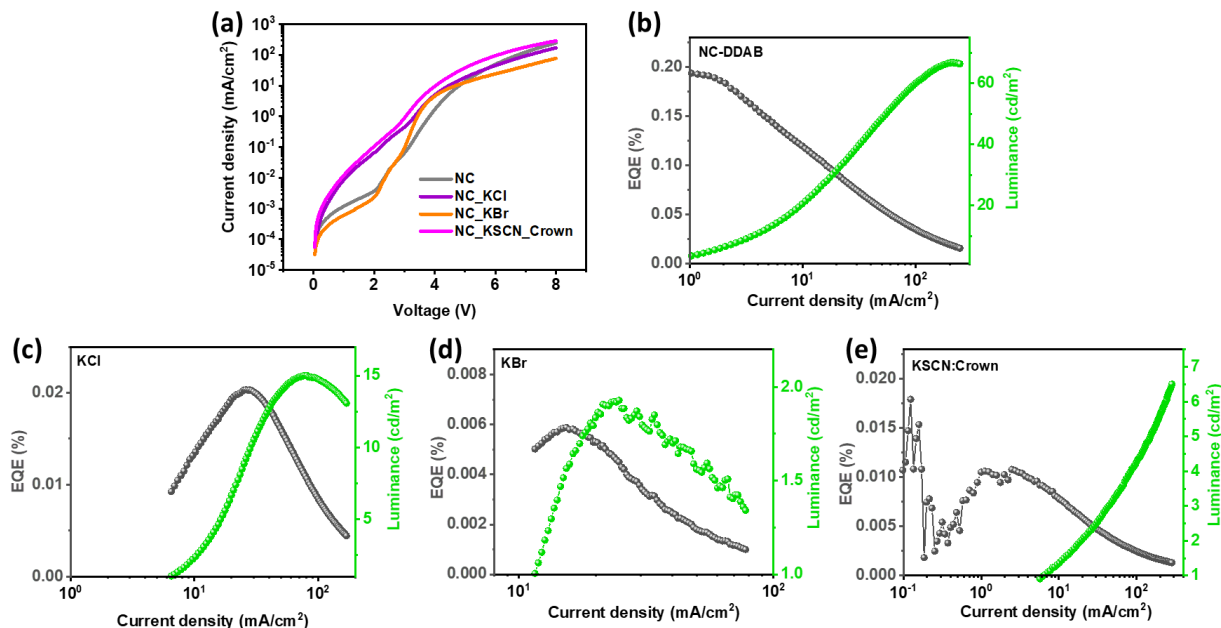 (a)
10³
10²
10¹
10⁰
10⁻¹
10⁻²
10⁻³
10⁻⁴
10⁻⁵
Current density (mA/cm²)
NC
NC_KCl
NC_KBr
NC_KSCN_Crown
0 2 4 6 8
Voltage (V)
(b)
NC-DDAB
0.20
0.15
0.10
0.05
0.00
EQE (%)
60
40
20
Luminance (cd/m²)
10⁰ 10¹ 10²
Current density (mA/cm²)
(c)
KCl
0.02
0.01
0.00
EQE (%)
15
10
5
Luminance (cd/m²)
10⁰ 10¹ 10²
Current density (mA/cm²)
(d)
KBr
0.008
0.006
0.004
0.002
0.000
EQE (%)
2.0
1.5
1.0
Luminance (cd/m²)
10¹ 10²
Current density (mA/cm²)
(e)
KSCN:Crown
0.020
0.015
0.010
0.005
0.000
EQE (%)
7
6
5
4
3
2
1
Luminance (cd/m²)
10⁻¹ 10⁰ 10¹ 10²
Current density (mA/cm²)